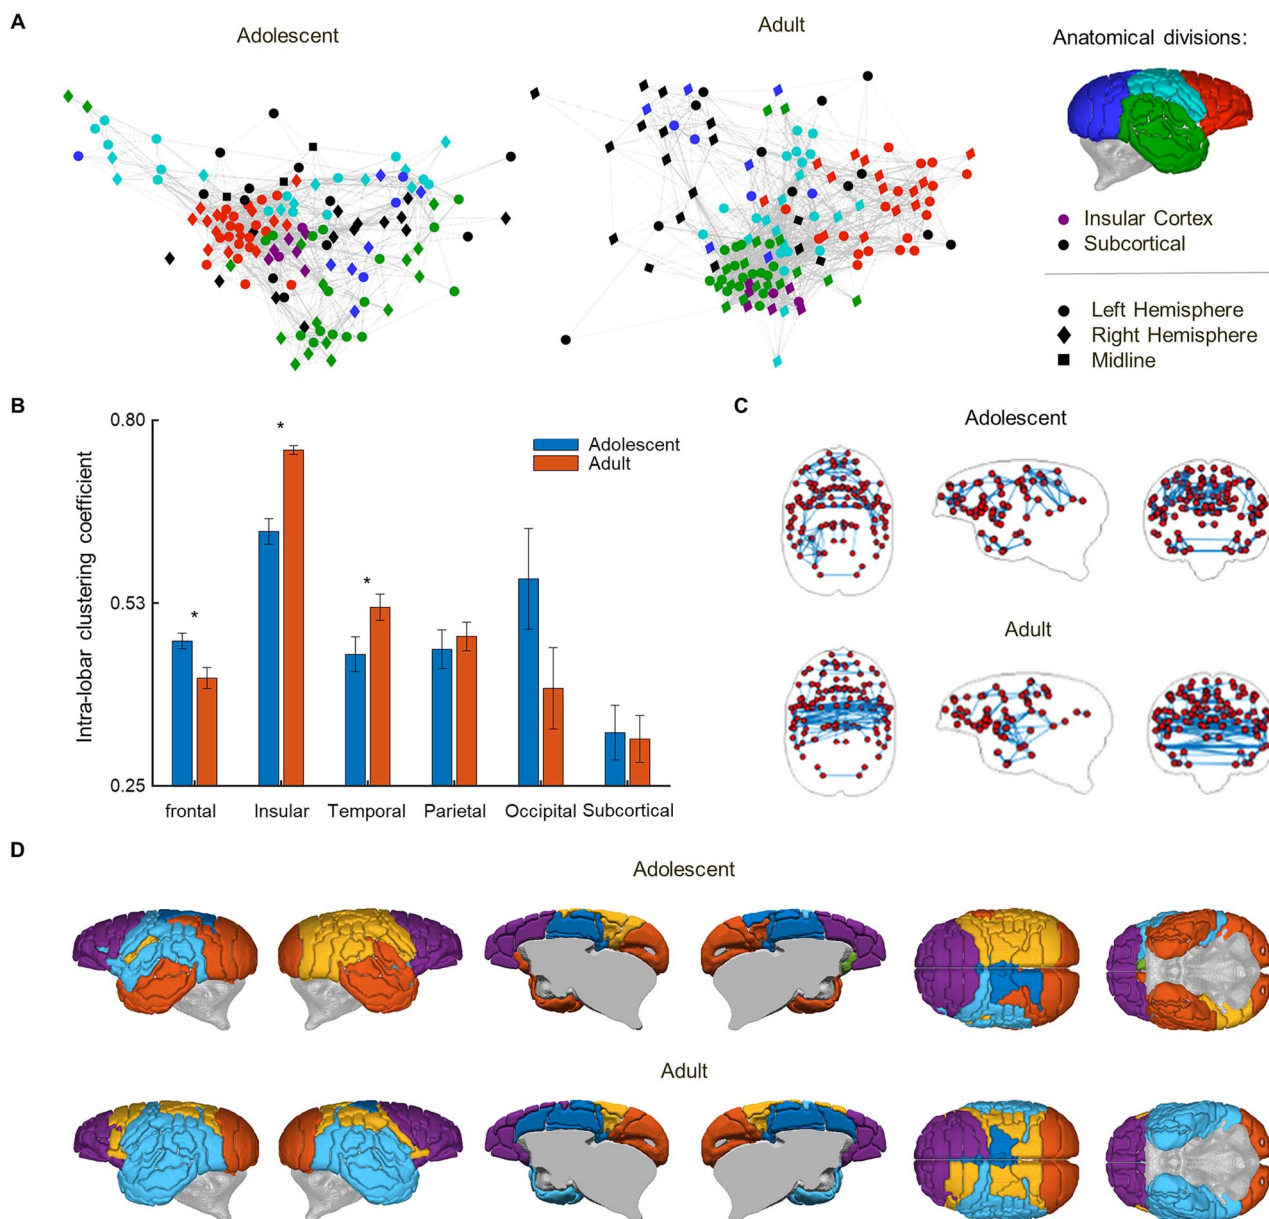 A
Adolescent
Adult
Anatomical divisions:
Insular Cortex
Subcortical
Left Hemisphere
Right Hemisphere
Midline
B
0.80
0.53
0.25
Intra-lobar clustering coefficient
Adolescent
Adult
frontal
Insular
Temporal
Parietal
Occipital
Subcortical
*
*
*
C
Adolescent
Adult
D
Adolescent
Adult